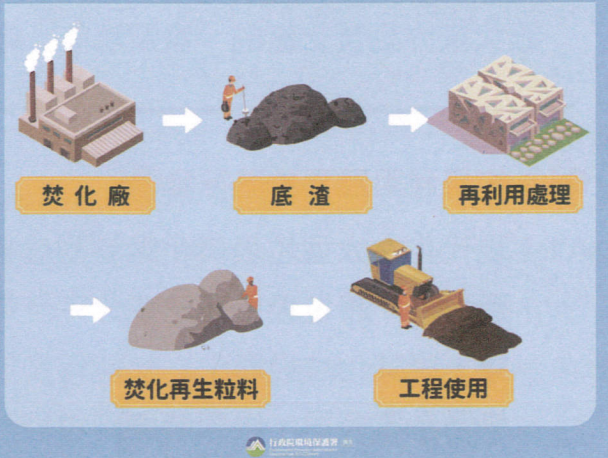 焚化廠
底渣
再利用處理
焚化再生粒料
工程使用
行政院環境保護署